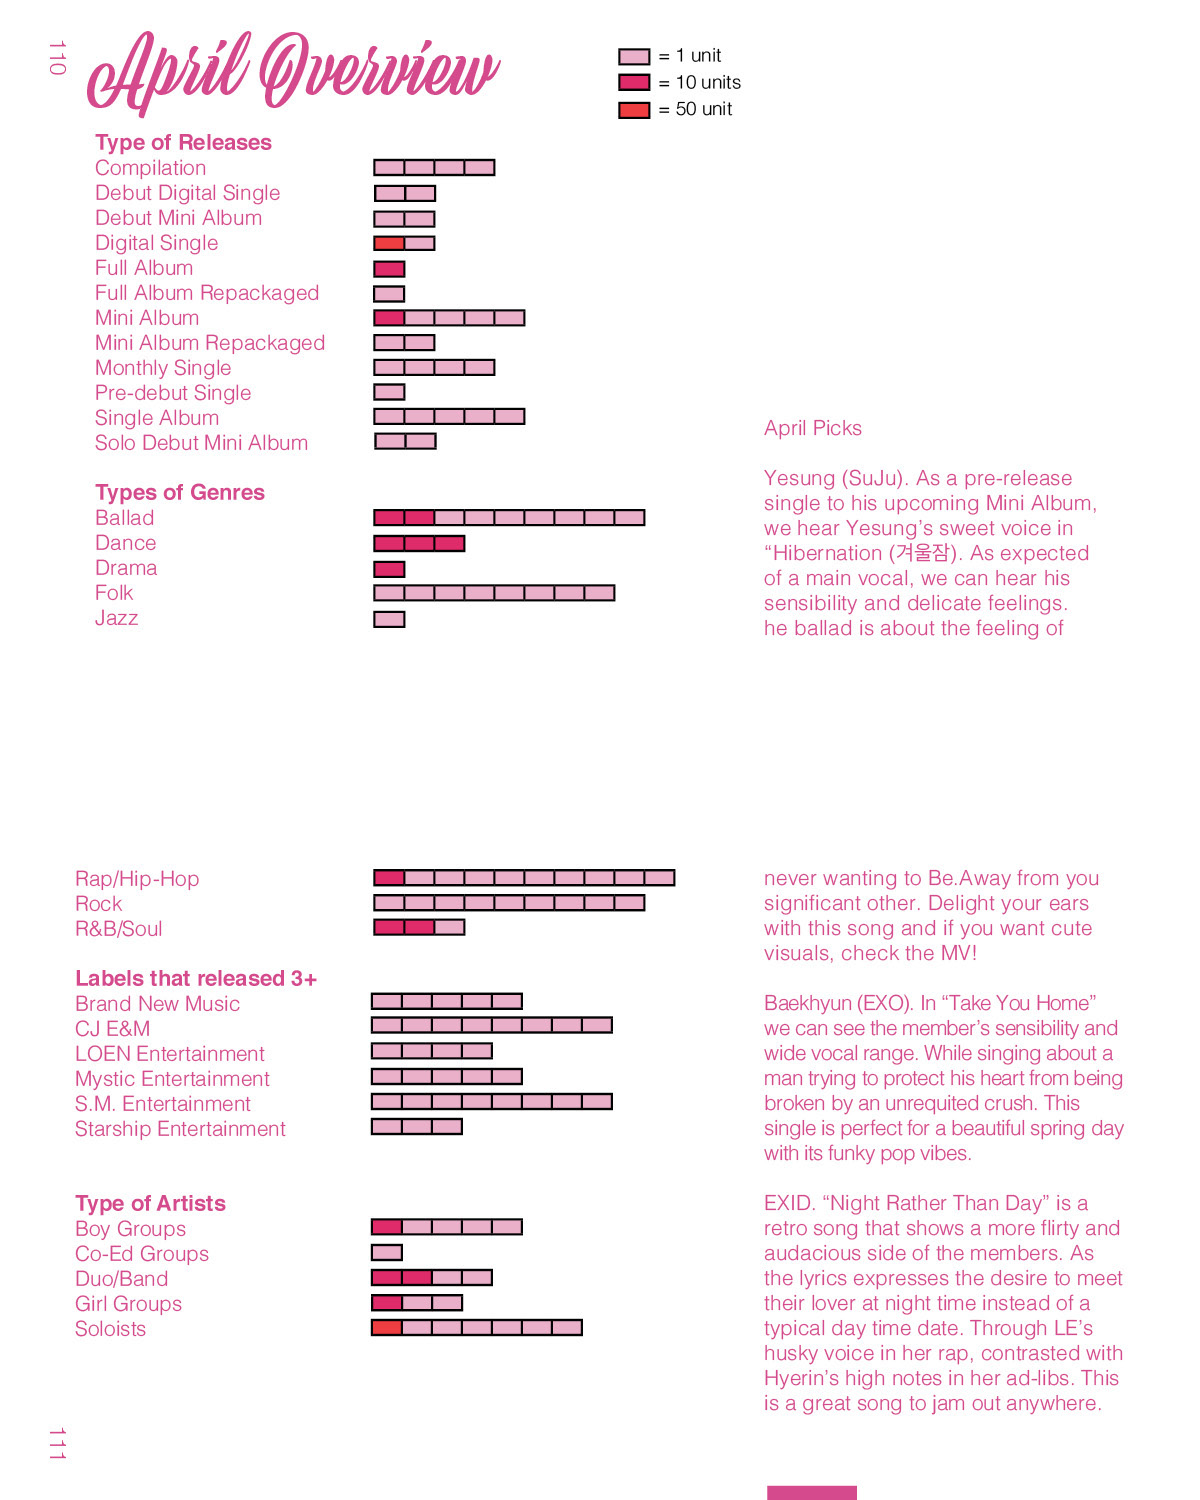 110
April Overview
= 1 unit
= 10 units
= 50 unit
Type of Releases
Compilation
Debut Digital Single
Debut Mini Album
Digital Single
Full Album
Full Album Repackaged
Mini Album
Mini Album Repackaged
Monthly Single
Pre-debut Single
Single Album
Solo Debut Mini Album
Types of Genres
Ballad
Dance
Drama
Folk
Jazz
April Picks
Yesung (SuJu). As a pre-release
single to his upcoming Mini Album,
we hear Yesung’s sweet voice in
“Hibernation (겨울잠). As expected
of a main vocal, we can hear his
sensibility and delicate feelings.
he ballad is about the feeling of
Rap/Hip-Hop
Rock
R&B/Soul
Labels that released 3+
Brand New Music
CJ E&M
LOEN Entertainment
Mystic Entertainment
S.M. Entertainment
Starship Entertainment
Type of Artists
Boy Groups
Co-Ed Groups
Duo/Band
Girl Groups
Soloists
never wanting to Be.Away from you
significant other. Delight your ears
with this song and if you want cute
visuals, check the MV!
Baekhyun (EXO). In “Take You Home”
we can see the member’s sensibility and
wide vocal range. While singing about a
man trying to protect his heart from being
broken by an unrequited crush. This
single is perfect for a beautiful spring day
with its funky pop vibes.
EXID. “Night Rather Than Day” is a
retro song that shows a more flirty and
audacious side of the members. As
the lyrics expresses the desire to meet
their lover at night time instead of a
typical day time date. Through LE’s
husky voice in her rap, contrasted with
Hyerin’s high notes in her ad-libs. This
is a great song to jam out anywhere.
111